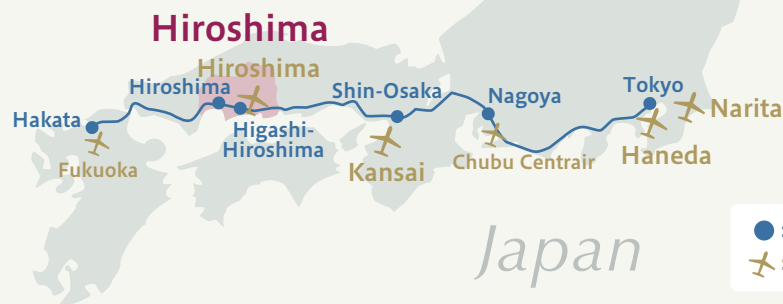 Hiroshima
Hiroshima
Hiroshima
Shin-Osaka
Tokyo
Hakata
Nagoya
Narita
Higashi-
Hiroshima
Fukuoka
Kansai
Chubu Centrair
Haneda
Japan